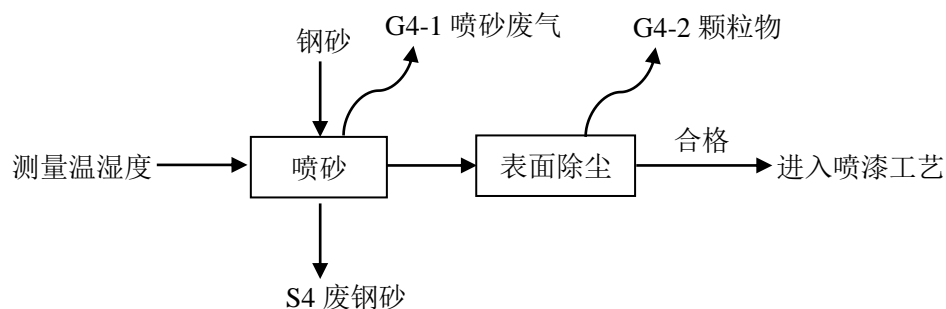 G4-1 喷砂废气
G4-2 颗粒物
钢砂
合格
测量温湿度
喷砂
表面除尘
进入喷漆工艺
S4 废钢砂